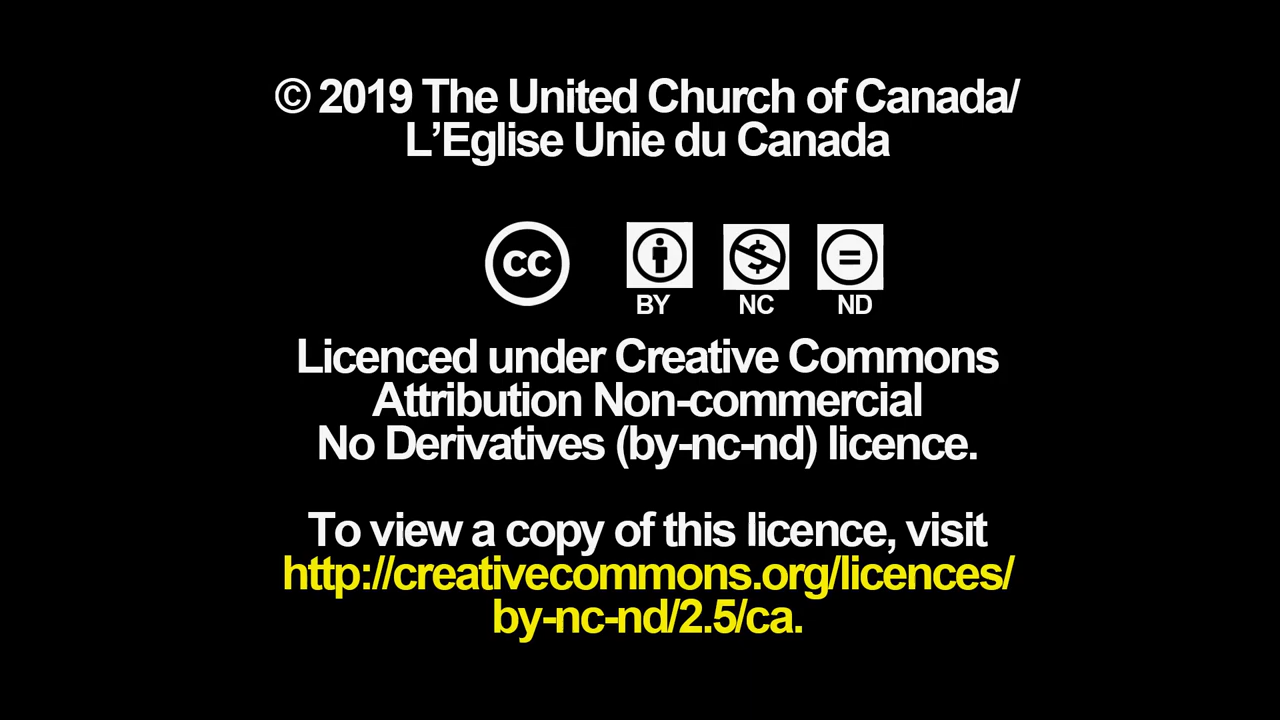 © 2019 The United Church of Canada/
L’Eglise Unie du Canada
cc
BY NC ND
Licenced under Creative Commons
Attribution Non-commercial
No Derivatives (by-nc-nd) licence.
To view a copy of this licence, visit
http://creativecommons.org/licences/
by-nc-nd/2.5/ca.